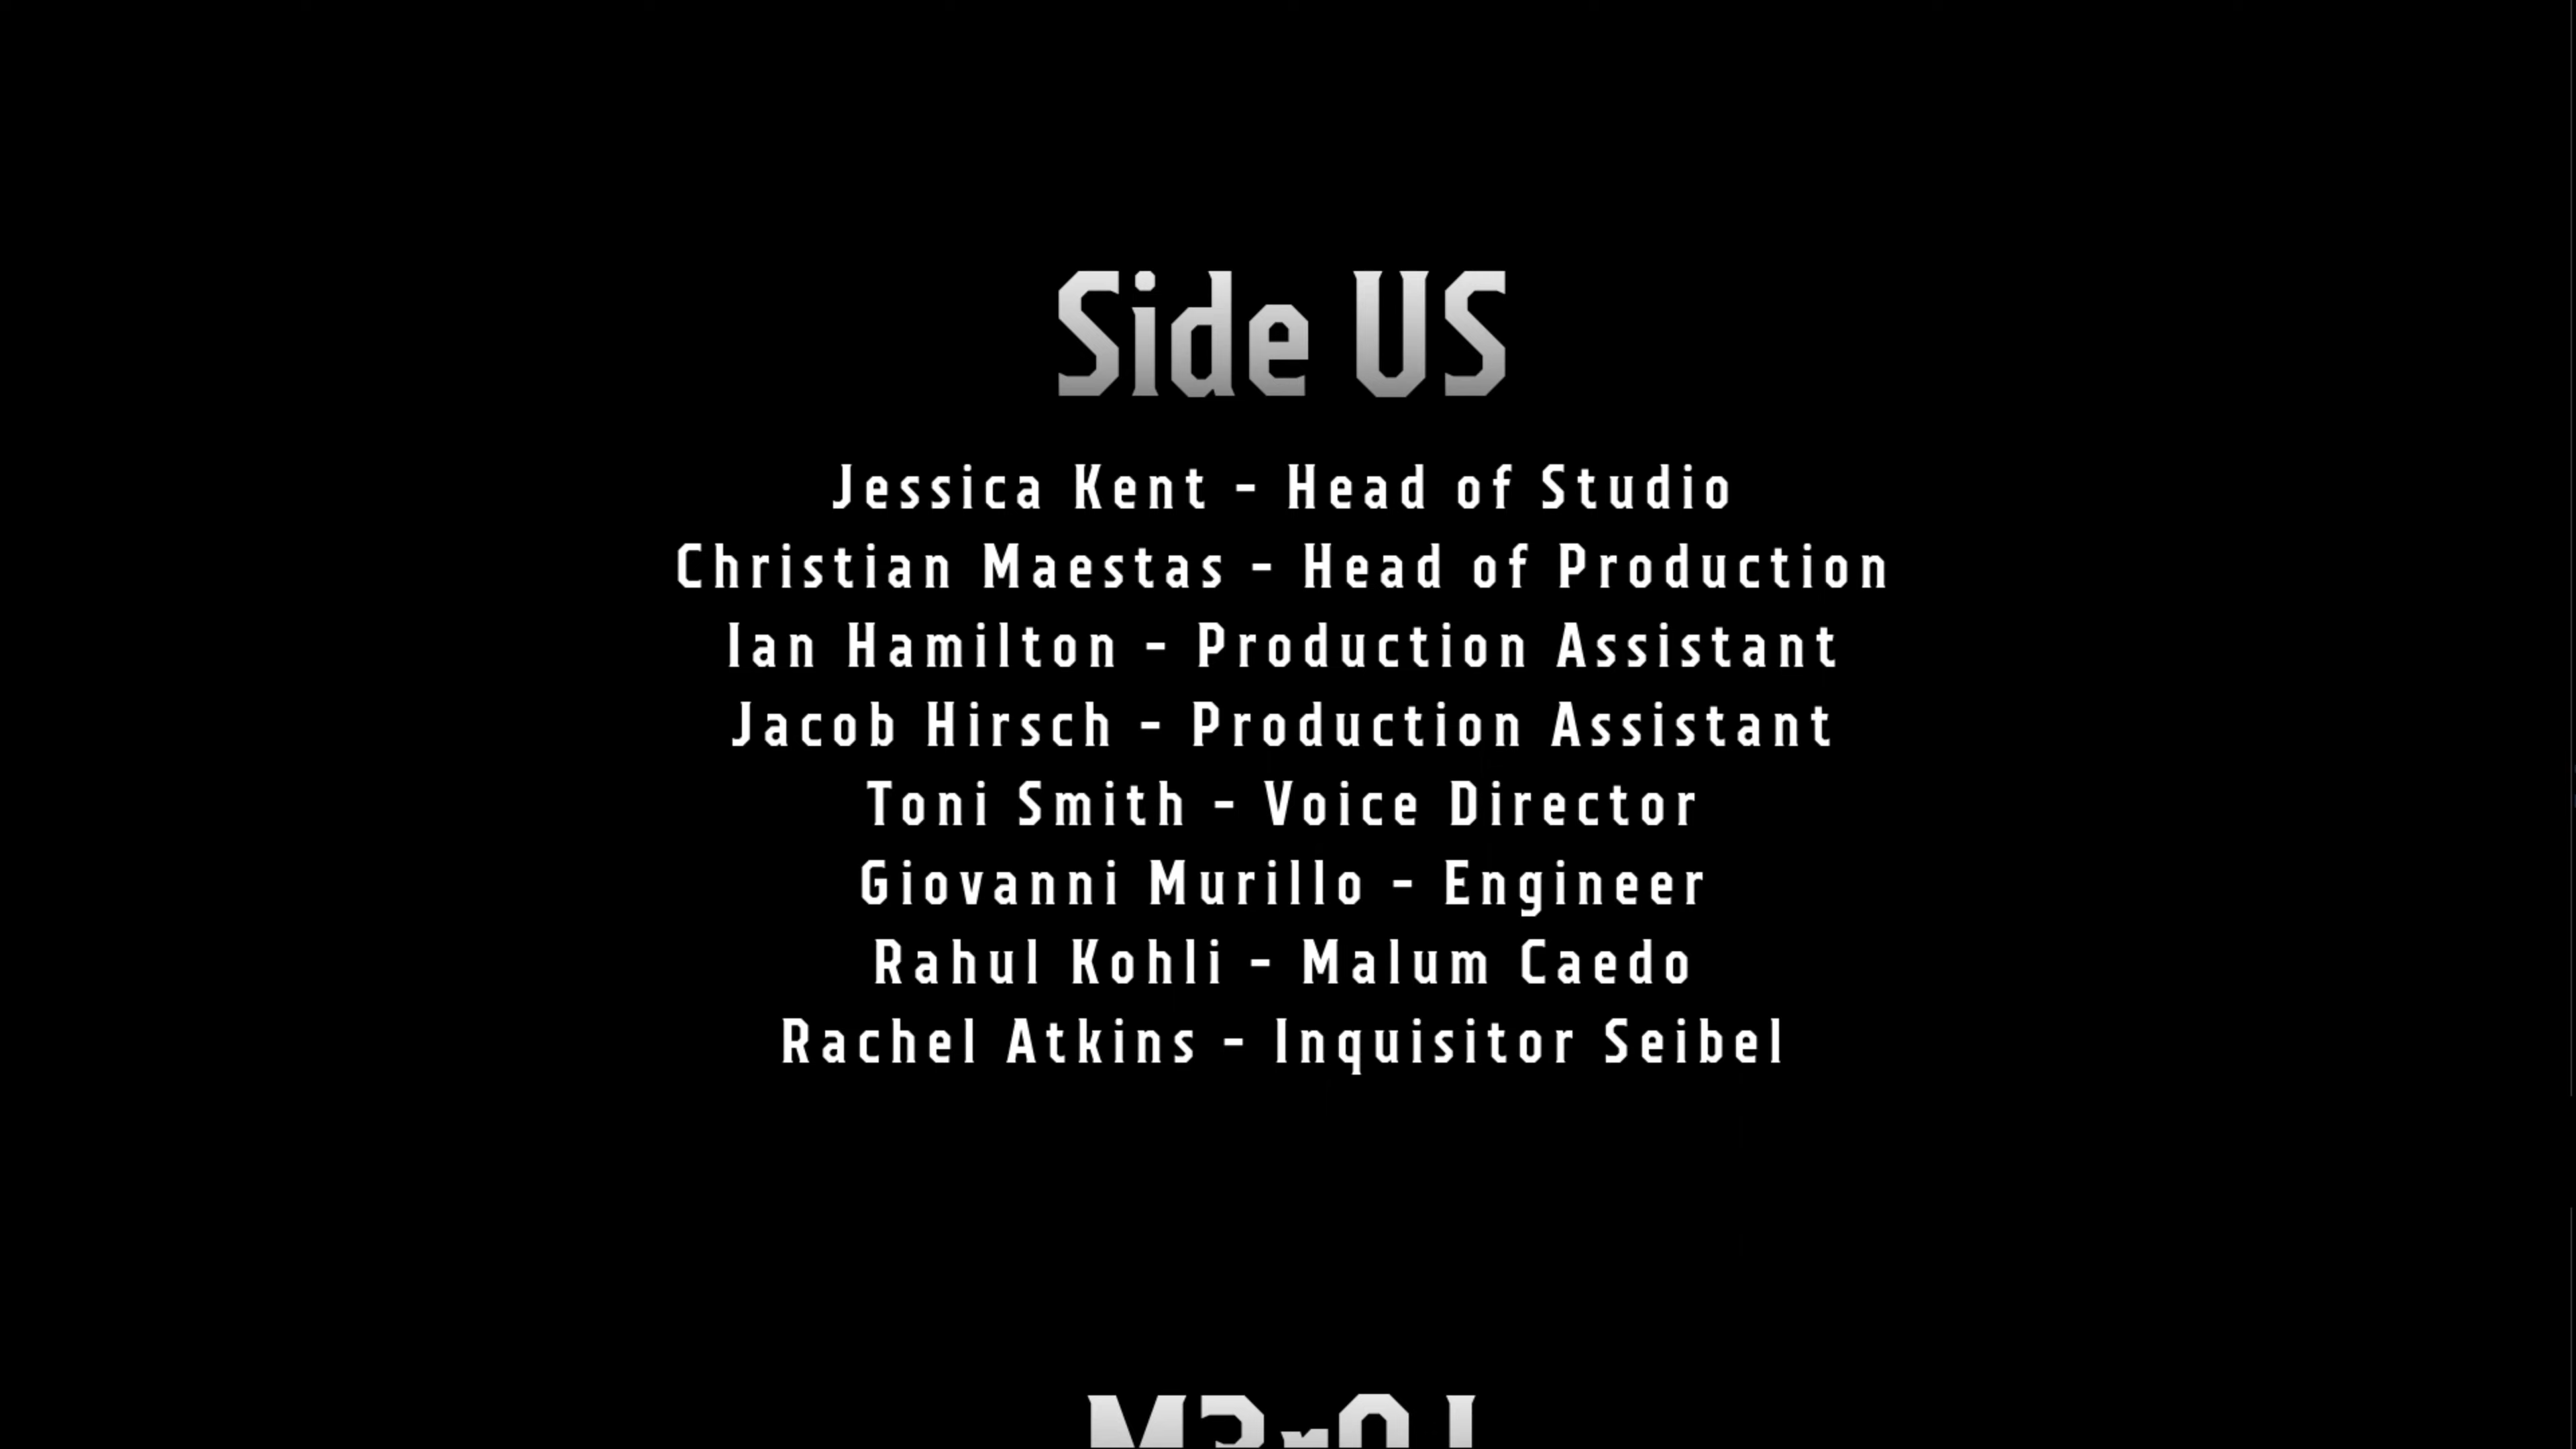 Side US
Jessica Kent - Head of Studio
Christian Maestas - Head of Production
Ian Hamilton - Production Assistant
Jacob Hirsch - Production Assistant
Toni Smith - Voice Director
Giovanni Murillo - Engineer
Rahul Kohli - Malum Caedo
Rachel Atkins - Inquisitor Seibel